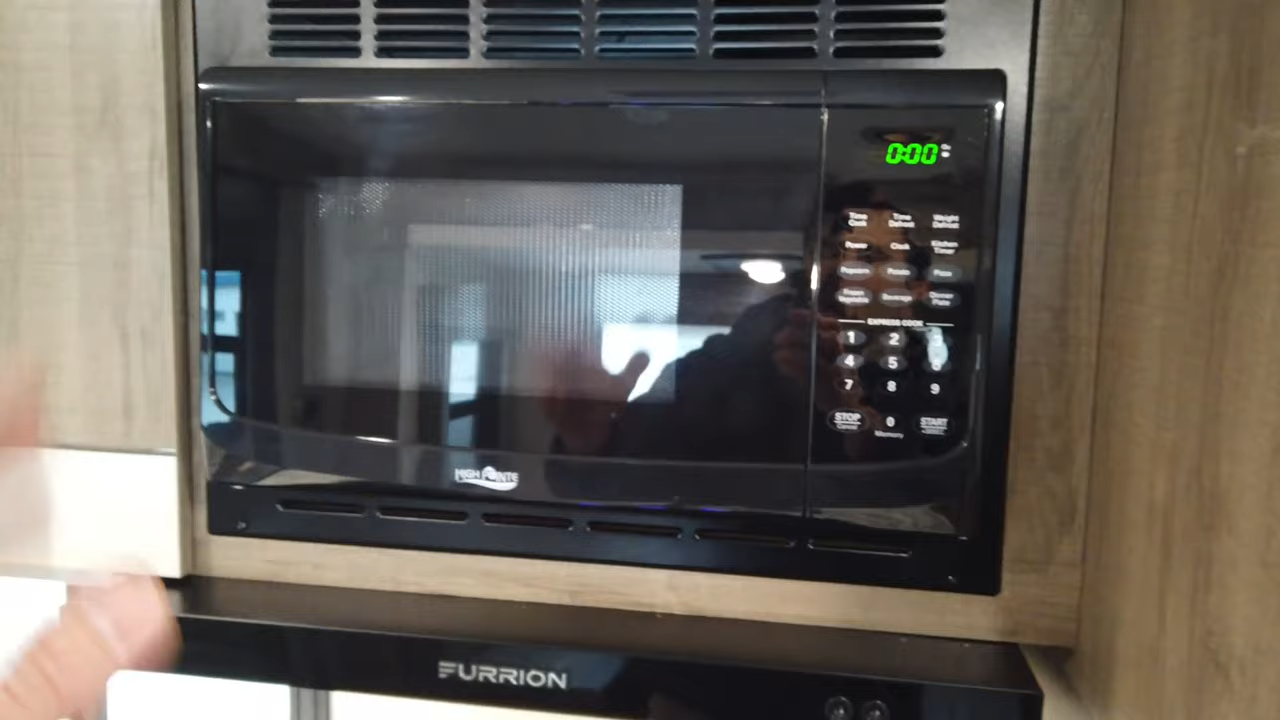 0:00
Time Cook
Time Defrost
Weight Defrost
Power
Clock
Kitchen Timer
Popcorn
Potato
Pizza
Frozen Vegetable
Beverage
Dinner Plate
EXPRESS COOK
1 2 3
4 5 6
7 8 9
STOP
Cancel
0
Memory
START
HIGH POINTE
FURRION